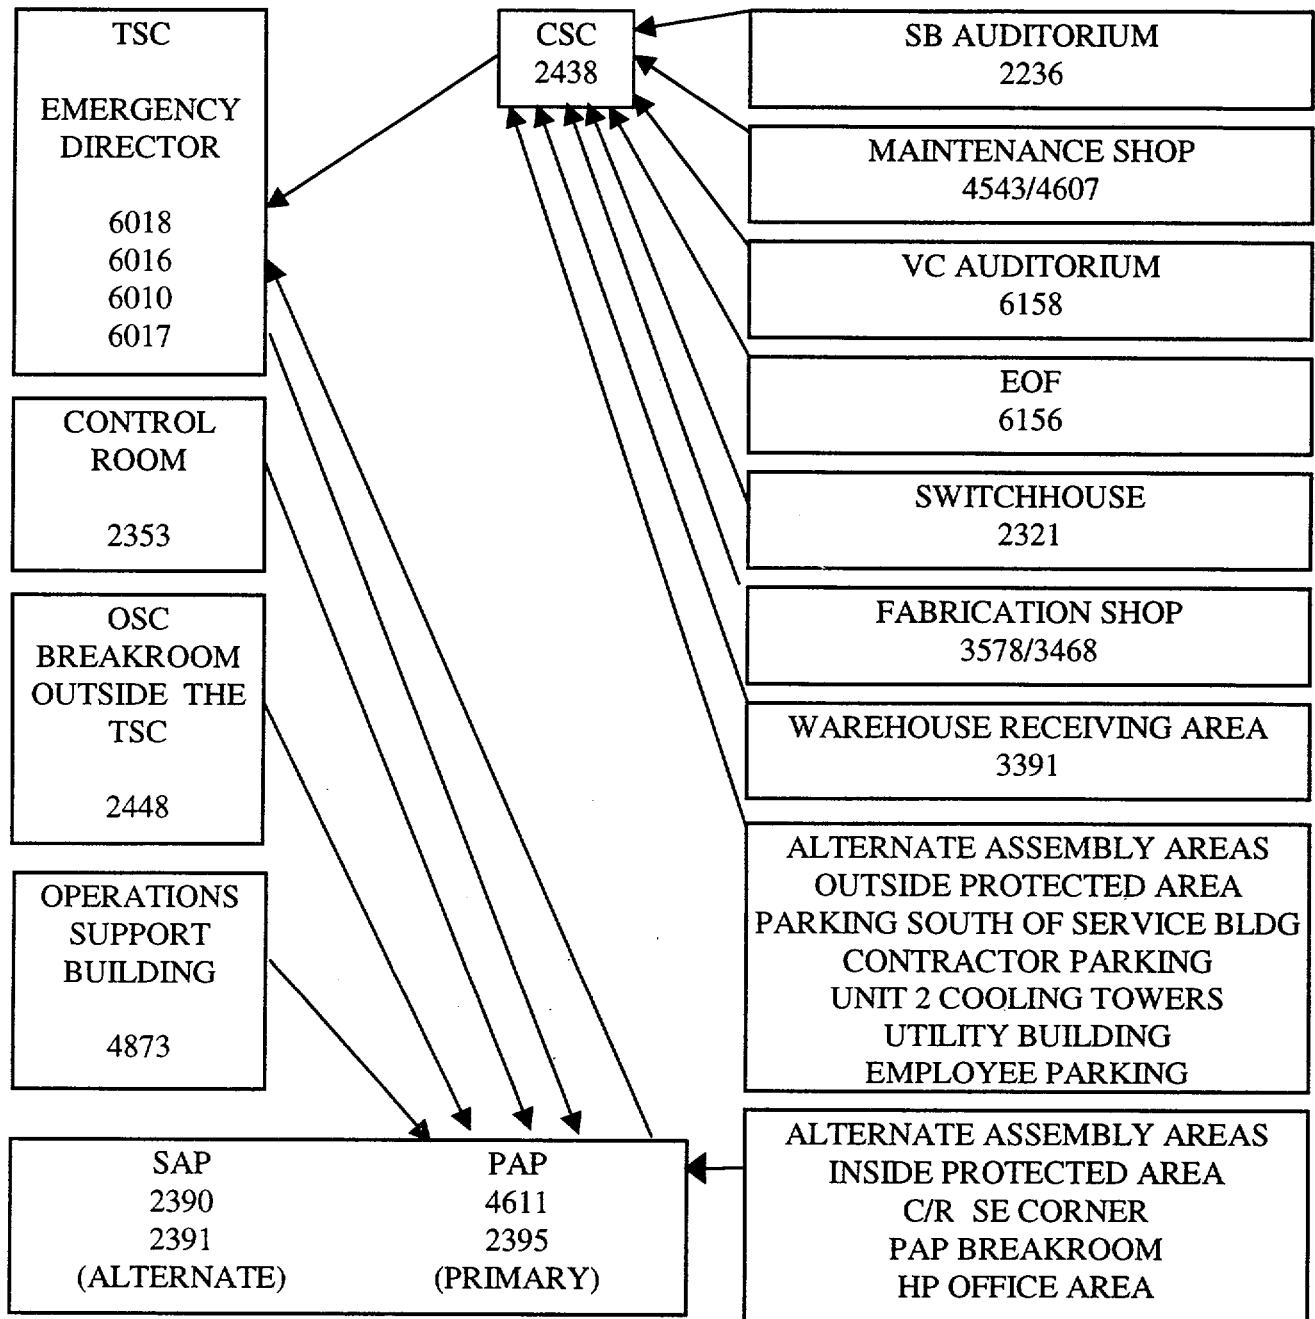 TSC
EMERGENCY
DIRECTOR
6018
6016
6010
6017
CONTROL
ROOM
2353
OSC
BREAKROOM
OUTSIDE THE
TSC
2448
OPERATIONS
SUPPORT
BUILDING
4873
CSC
2438
SB AUDITORIUM
2236
MAINTENANCE SHOP
4543/4607
VC AUDITORIUM
6158
EOF
6156
SWITCHHOUSE
2321
FABRICATION SHOP
3578/3468
WAREHOUSE RECEIVING AREA
3391
ALTERNATE ASSEMBLY AREAS
OUTSIDE PROTECTED AREA
PARKING SOUTH OF SERVICE BLDG
CONTRACTOR PARKING
UNIT 2 COOLING TOWERS
UTILITY BUILDING
EMPLOYEE PARKING
SAP
2390
2391
(ALTERNATE)
PAP
4611
2395
(PRIMARY)
ALTERNATE ASSEMBLY AREAS
INSIDE PROTECTED AREA
C/R SE CORNER
PAP BREAKROOM
HP OFFICE AREA